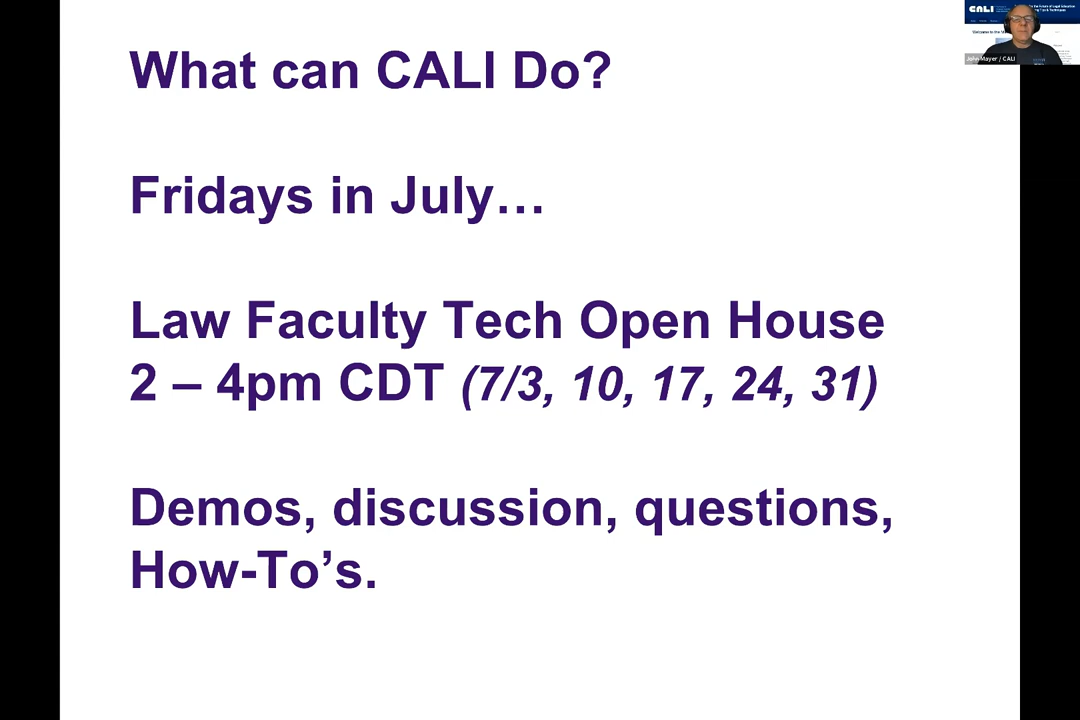 What can CALI Do?
Fridays in July…
Law Faculty Tech Open House
2 – 4pm CDT (7/3, 10, 17, 24, 31)
Demos, discussion, questions,
How-To’s.
CALI
John Mayer / CALI